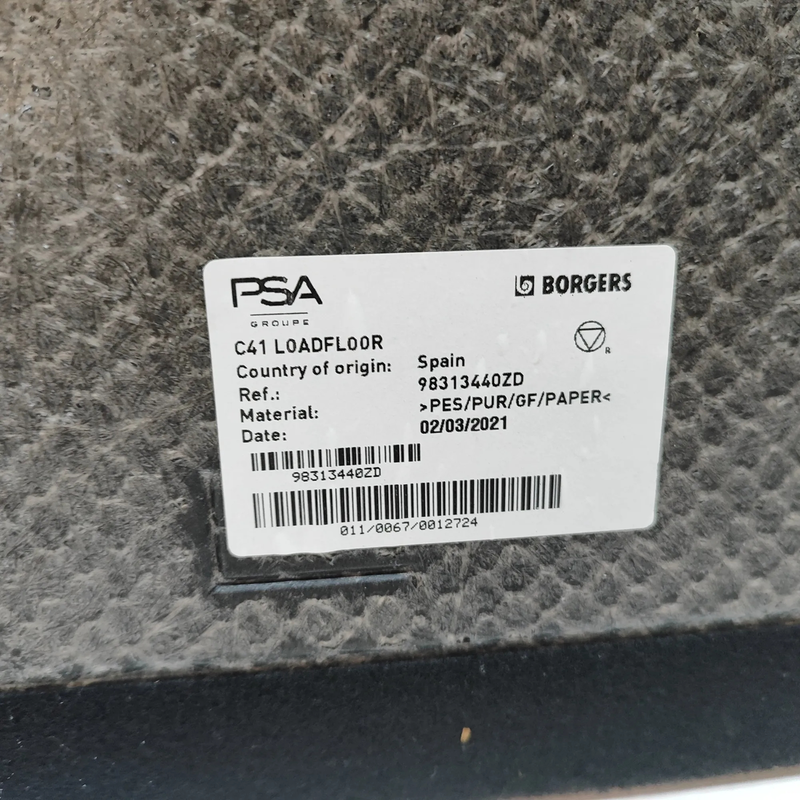 PSA
GROUPE
BORGERS
C41 LOADFLOOR
R
Country of origin: Spain
Ref.: 98313440ZD
Material: >PES/PUR/GF/PAPER<
Date: 02/03/2021
98313440ZD
011/0067/0012724